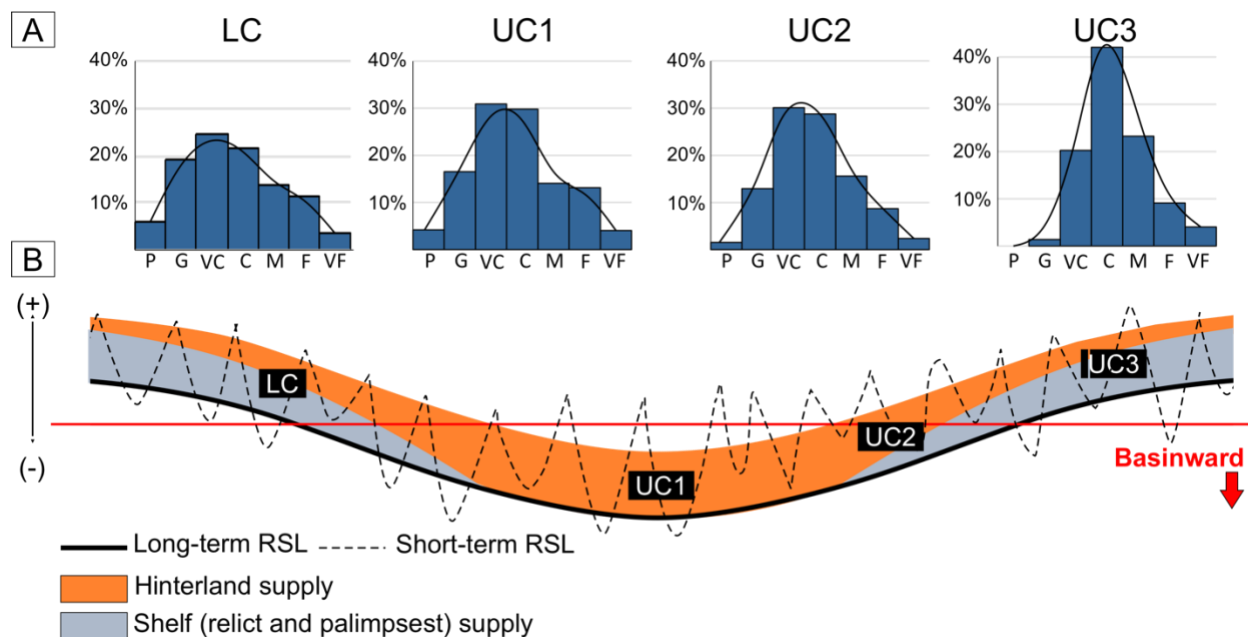 A
LC
UC1
UC2
UC3
40%
30%
20%
10%
P G VC C M F VF
40%
30%
20%
10%
P G VC C M F VF
40%
30%
20%
10%
P G VC C M F VF
40%
30%
20%
10%
P G VC C M F VF
B
(+)
(-)
LC
UC1
UC2
UC3
Basinward
Long-term RSL
Short-term RSL
Hinterland supply
Shelf (relict and palimpsest) supply